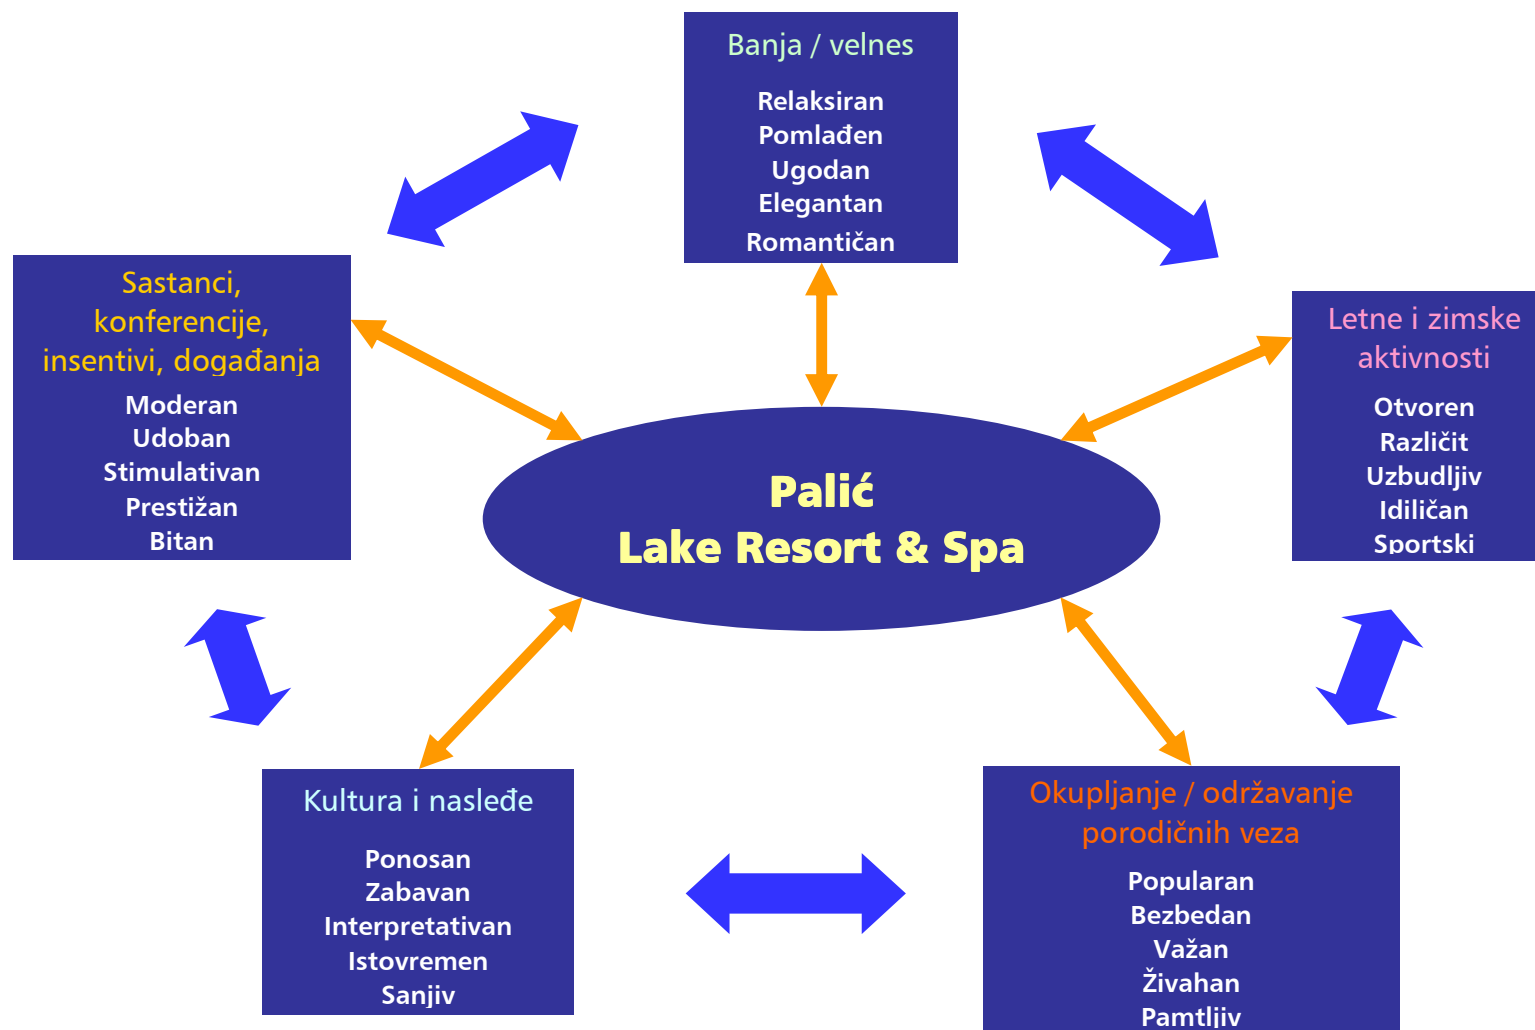 Banja / velnes
Relaksiran
Pomlađen
Ugodan
Elegantan
Romantičan
Sastanci,
konferencije,
insentivi, događanja
Moderan
Udoban
Stimulativan
Prestižan
Bitan
Letne i zimske
aktivnosti
Otvoren
Različit
Uzbudljiv
Idiličan
Sportski
Palić
Lake Resort & Spa
Kultura i nasleđe
Ponosan
Zabavan
Interpretativan
Istovremen
Sanjiv
Okupljanje / održavanje
porodičnih veza
Popularan
Bezbedan
Važan
Živahan
Pamtljiv